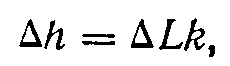 Δh = ΔLk,